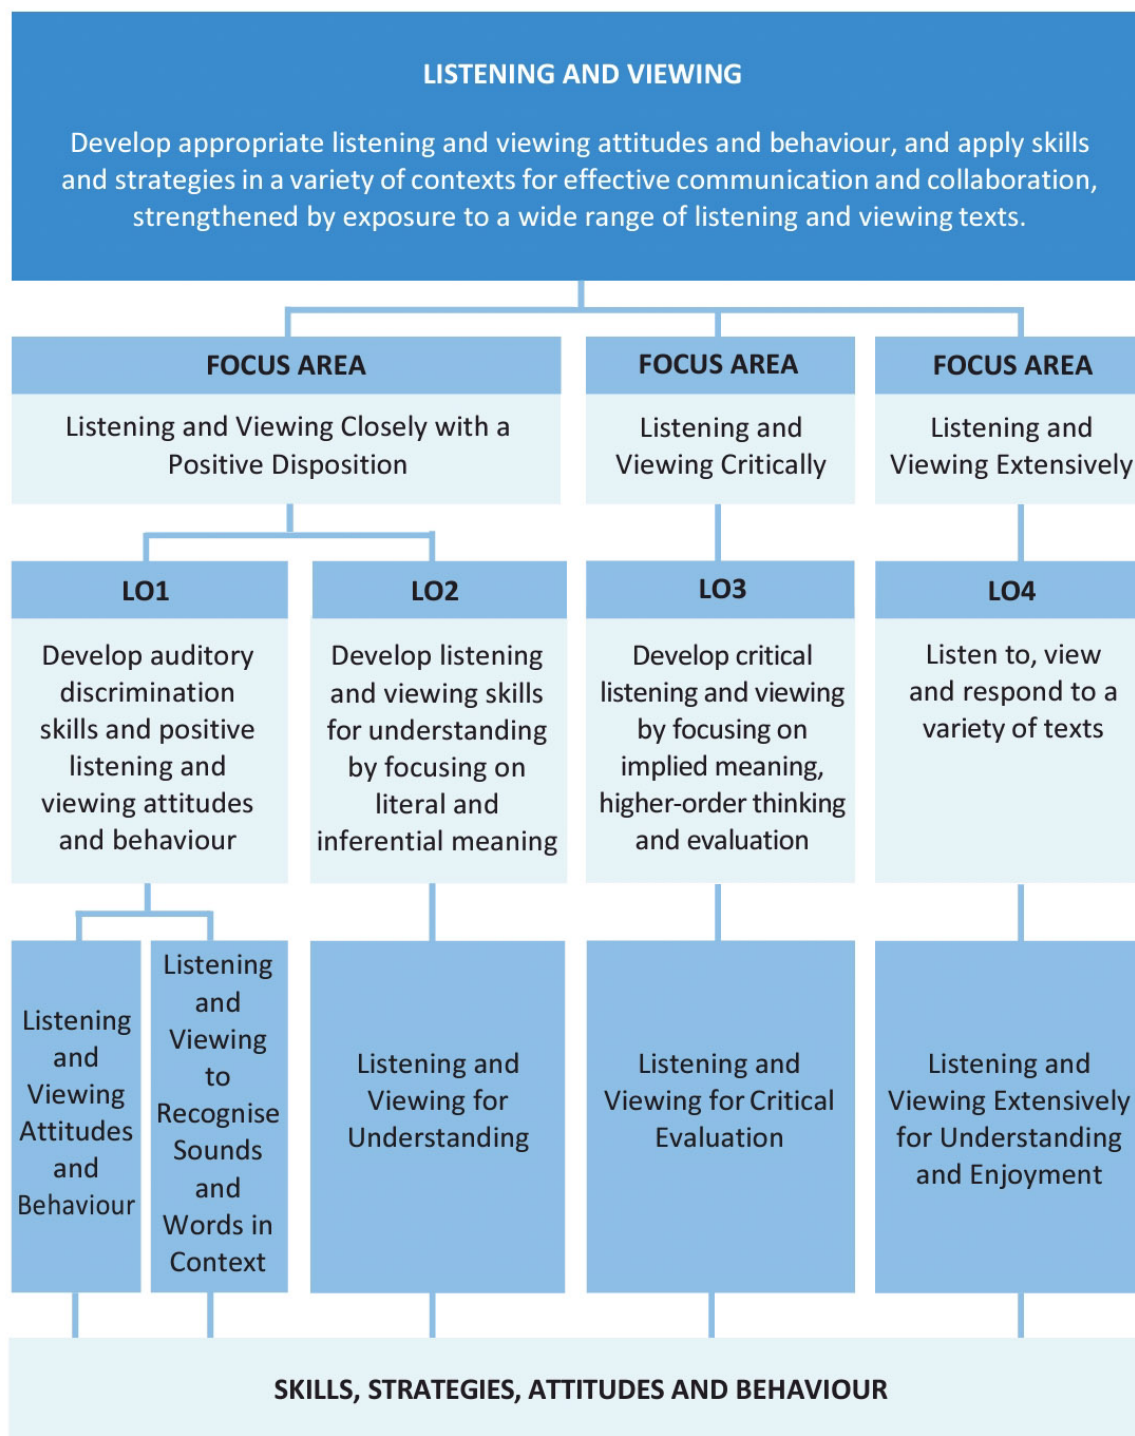 LISTENING AND VIEWING
Develop appropriate listening and viewing attitudes and behaviour, and apply skills
and strategies in a variety of contexts for effective communication and collaboration,
strengthened by exposure to a wide range of listening and viewing texts.
FOCUS AREA
Listening and Viewing Closely with a
Positive Disposition
FOCUS AREA
Listening and
Viewing Critically
FOCUS AREA
Listening and
Viewing Extensively
LO1
Develop auditory
discrimination
skills and positive
listening and
viewing attitudes
and behaviour
LO2
Develop listening
and viewing skills
for understanding
by focusing on
literal and
inferential meaning
LO3
Develop critical
listening and viewing
by focusing on
implied meaning,
higher-order thinking
and evaluation
LO4
Listen to, view
and respond to a
variety of texts
Listening
and
Viewing
Attitudes
and
Behaviour
Listening
and
Viewing
to
Recognise
Sounds
and
Words in
Context
Listening and
Viewing for
Understanding
Listening and
Viewing for Critical
Evaluation
Listening and
Viewing Extensively
for Understanding
and Enjoyment
SKILLS, STRATEGIES, ATTITUDES AND BEHAVIOUR